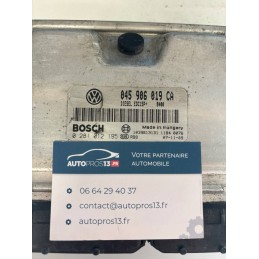 045 906 019 CA
DIESEL EDC15P+
BOSCH
Made in Hungary
0 281 012 195
AUTOPROS13.FR
VOTRE PARTENAIRE
AUTOMOBILE
06 64 29 40 37
contact@autopros13.fr
autopros13.fr